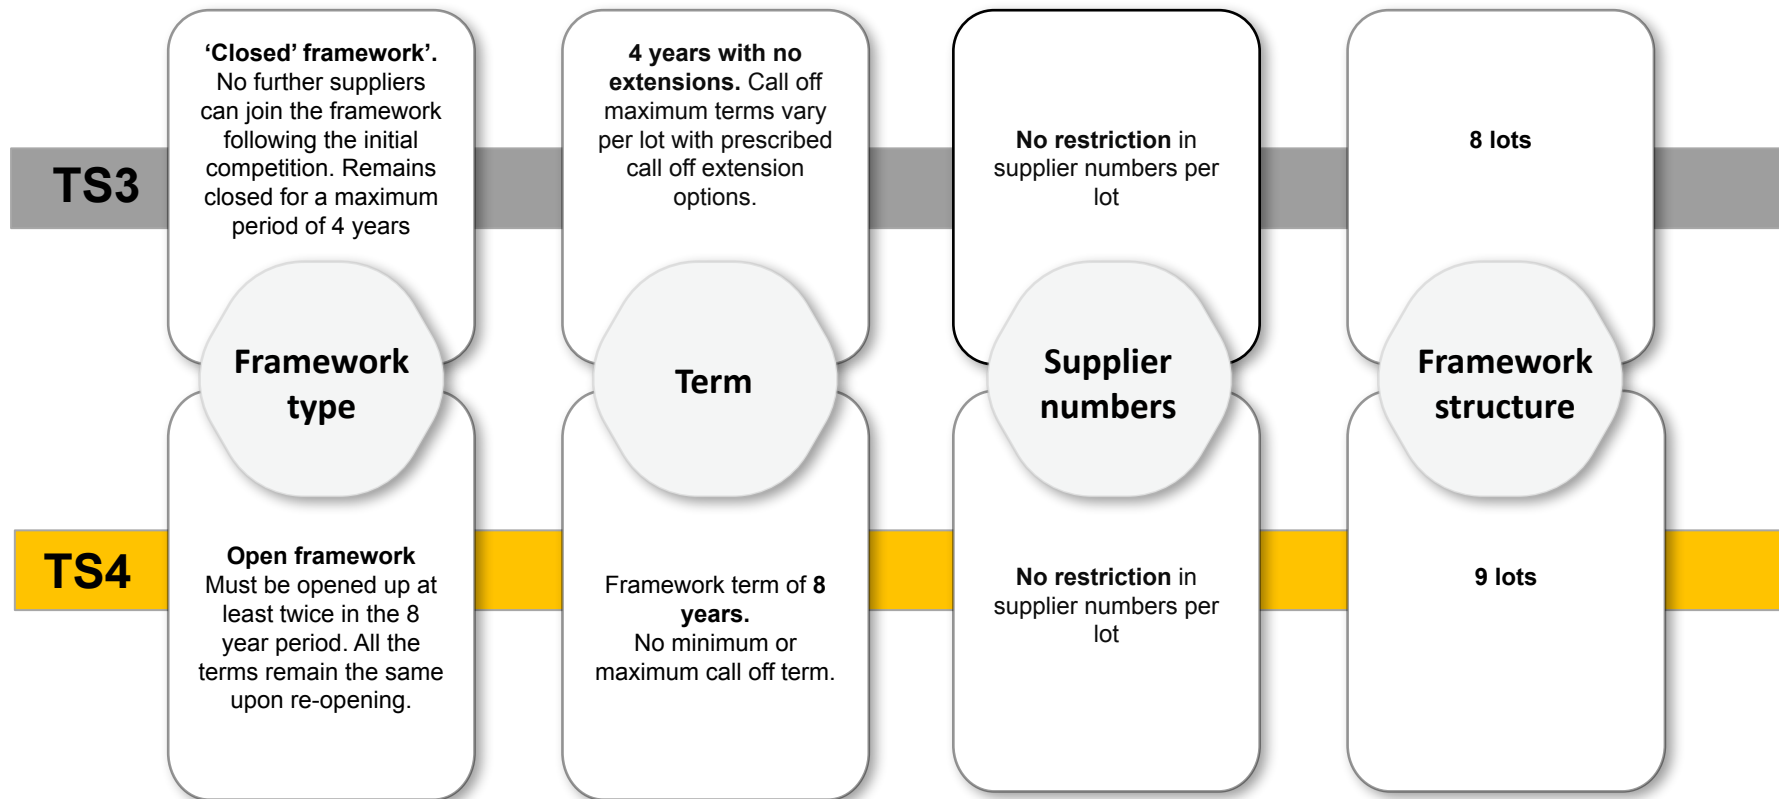 TS3
‘Closed’ framework’.
No further suppliers
can join the framework
following the initial
competition. Remains
closed for a maximum
period of 4 years
4 years with no
extensions. Call off
maximum terms vary
per lot with prescribed
call off extension
options.
No restriction in
supplier numbers per
lot
8 lots
Framework
type
Term
Supplier
numbers
Framework
structure
TS4
Open framework
Must be opened up at
least twice in the 8
year period. All the
terms remain the same
upon re-opening.
Framework term of 8
years.
No minimum or
maximum call off term.
No restriction in
supplier numbers per
lot
9 lots